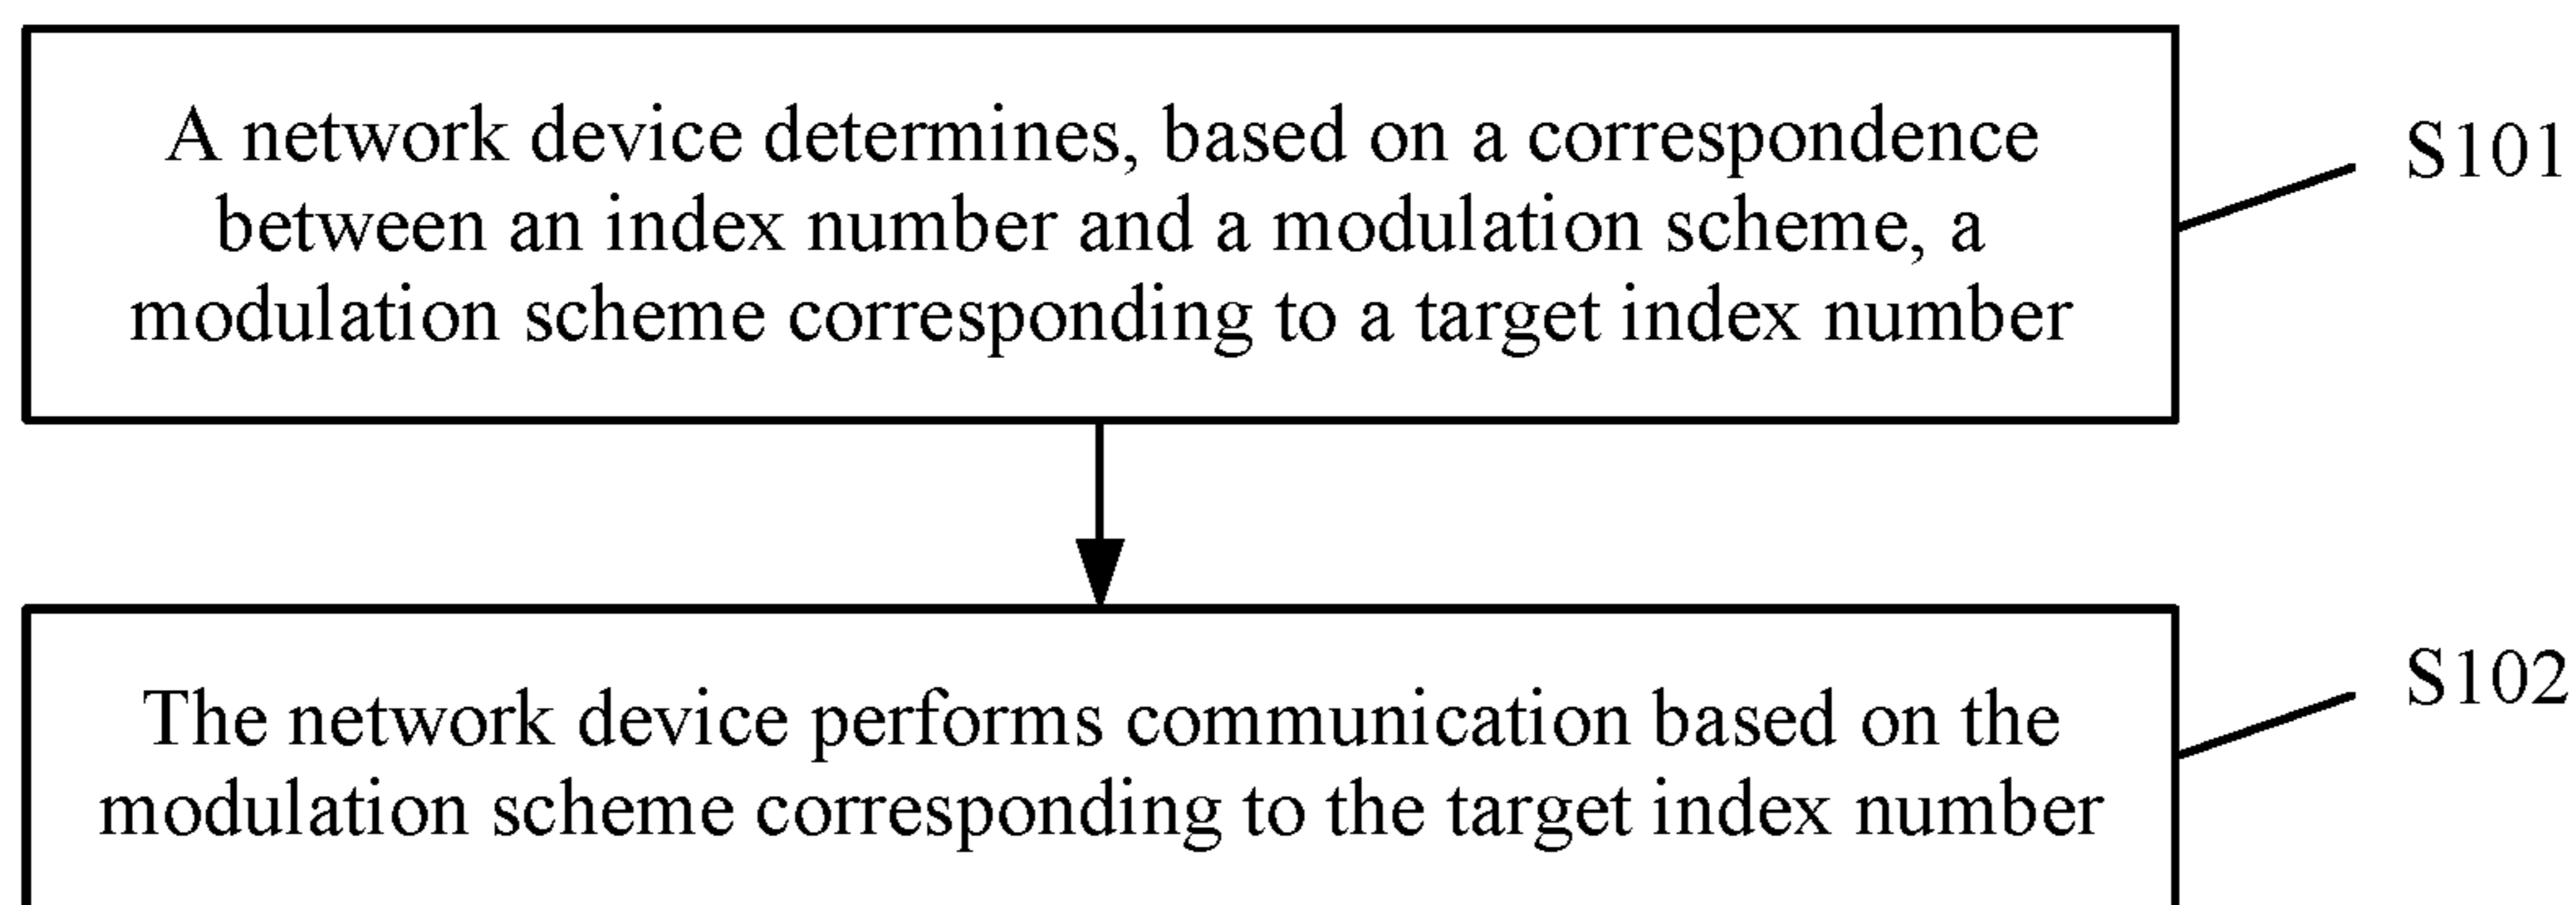 A network device determines, based on a correspondence
between an index number and a modulation scheme, a
modulation scheme corresponding to a target index number
S101
The network device performs communication based on the
modulation scheme corresponding to the target index number
S102